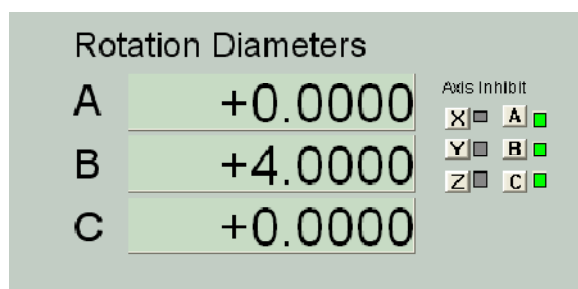 Rotation Diameters
A +0.0000
B +4.0000
C +0.0000
Axis Inhibit
X A
Y B
Z C